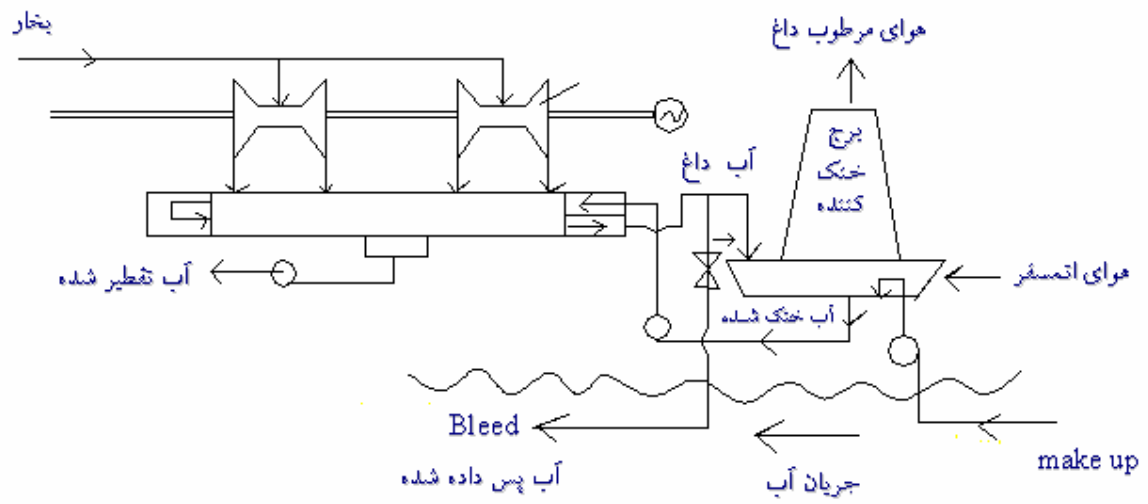 بخار
هوای مرطوب داغ
برج
خنک
کننده
آب داغ
هوای اتمسفر
آب تقطیر شده
آب خنک شده
Bleed
آب پس داده شده
جریان آب
make up